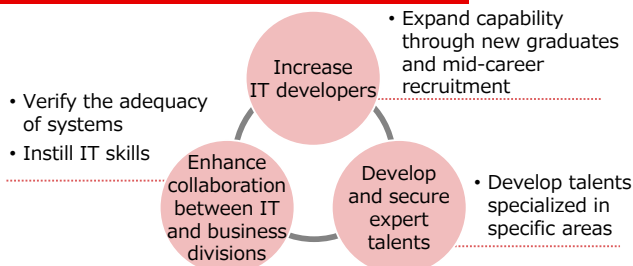 Increase
IT developers
• Expand capability
through new graduates
and mid-career
recruitment
• Verify the adequacy
of systems
• Instill IT skills
Enhance
collaboration
between IT
and business
divisions
Develop
and secure
expert
talents
• Develop talents
specialized in
specific areas